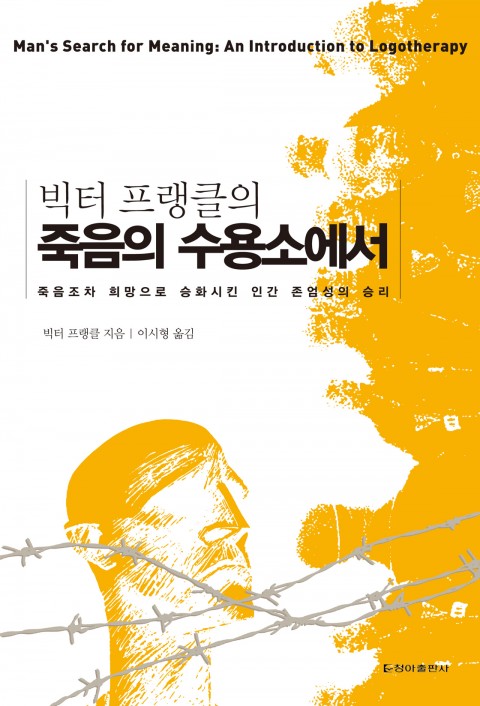 Man's Search for Meaning: An Introduction to Logotherapy
빅터 프랭클의
죽음의 수용소에서
죽음조차 희망으로 승화시킨 인간 존엄성의 승리
빅터 프랭클 지음 | 이시형 옮김
청아출판사